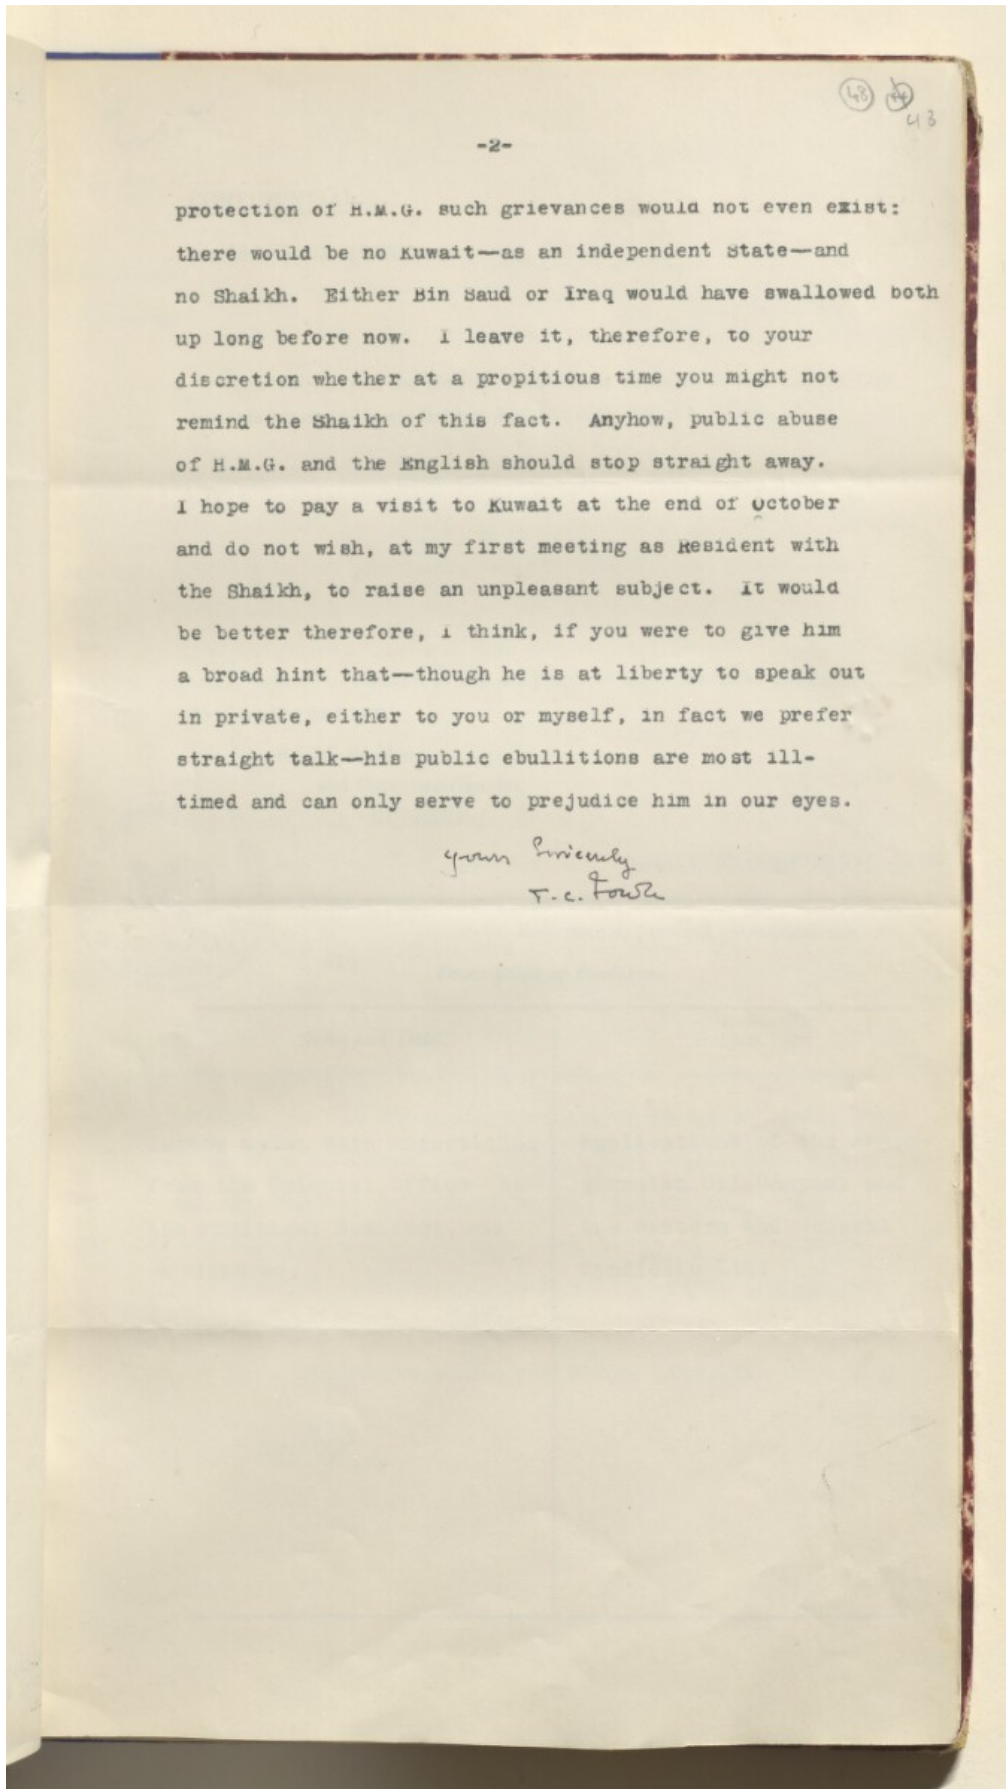 48
43
-2-
protection of H.M.G. such grievances would not even exist:
there would be no Kuwait—as an independent State—and
no Shaikh. Either Bin Saud or Iraq would have swallowed both
up long before now. I leave it, therefore, to your
discretion whether at a propitious time you might not
remind the Shaikh of this fact. Anyhow, public abuse
of H.M.G. and the English should stop straight away.
I hope to pay a visit to Kuwait at the end of October
and do not wish, at my first meeting as Resident with
the Shaikh, to raise an unpleasant subject. It would
be better therefore, I think, if you were to give him
a broad hint that—though he is at liberty to speak out
in private, either to you or myself, in fact we prefer
straight talk—his public ebullitions are most ill-
timed and can only serve to prejudice him in our eyes.
Yours Sincerely
T.C. Fowle